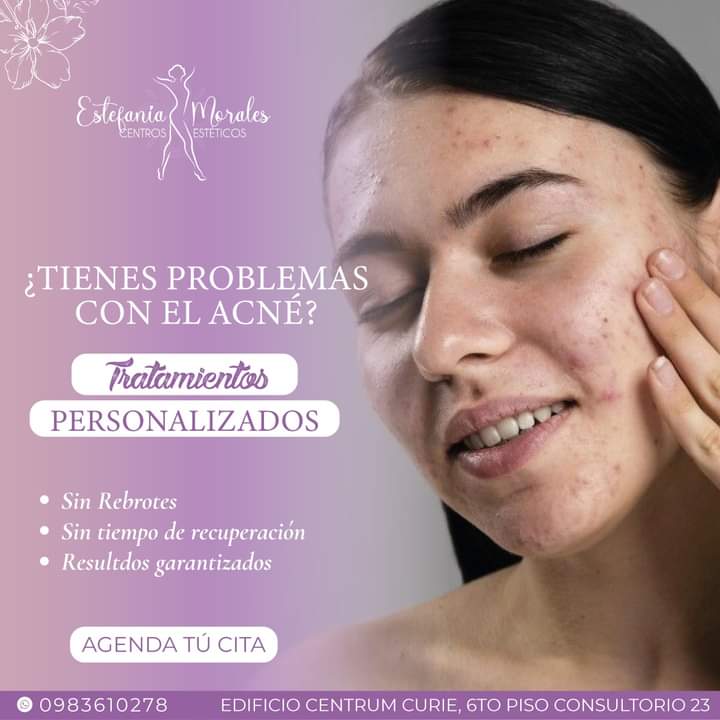 Estefanía Morales
CENTROS ESTÉTICOS
¿TIENES PROBLEMAS
CON EL ACNÉ?
Tratamientos
PERSONALIZADOS
• Sin Rebrotes
• Sin tiempo de recuperación
• Resultdos garantizados
AGENDA TÚ CITA
0983610278 EDIFICIO CENTRUM CURIE, 6TO PISO CONSULTORIO 23